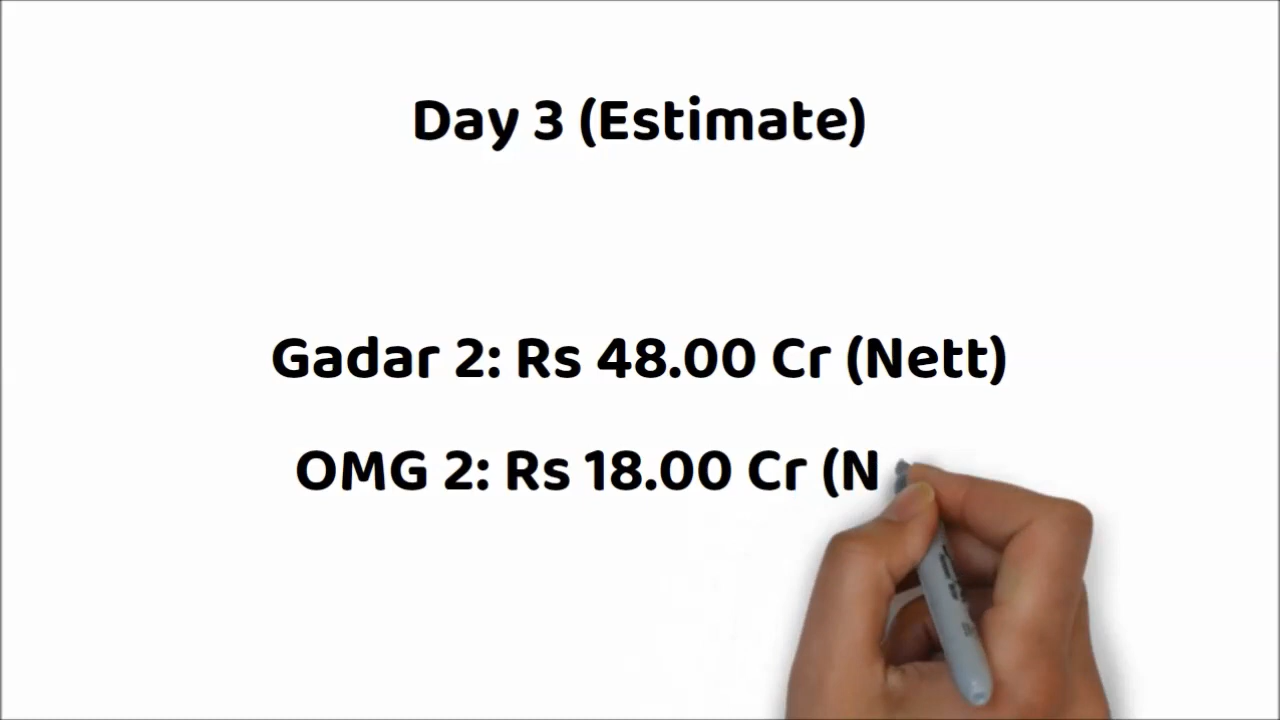 Day 3 (Estimate)
Gadar 2: Rs 48.00 Cr (Nett)
OMG 2: Rs 18.00 Cr (N